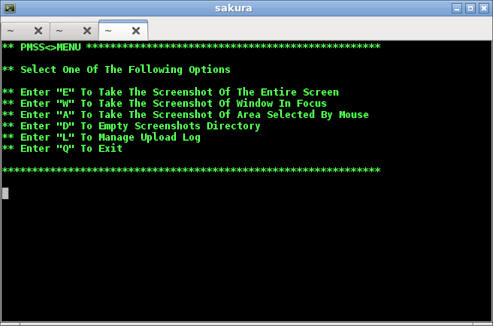 sakura
~ ~ ~
** PMSS<>MENU *************************************************
** Select One Of The Following Options
** Enter "E" To Take The Screenshot Of The Entire Screen
** Enter "W" To Take The Screenshot Of Window In Focus
** Enter "A" To Take The Screenshot Of Area Selected By Mouse
** Enter "D" To Empty Screenshots Directory
** Enter "L" To Manage Upload Log
** Enter "Q" To Exit
***************************************************************